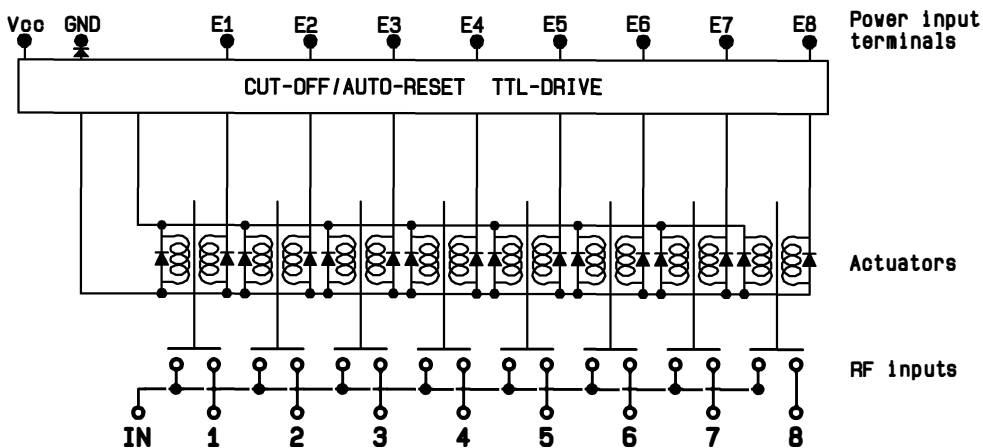 Vcc GND E1 E2 E3 E4 E5 E6 E7 E8 Power input
terminals
CUT-OFF/AUTO-RESET TTL-DRIVE
Actuators
RF inputs
IN 1 2 3 4 5 6 7 8